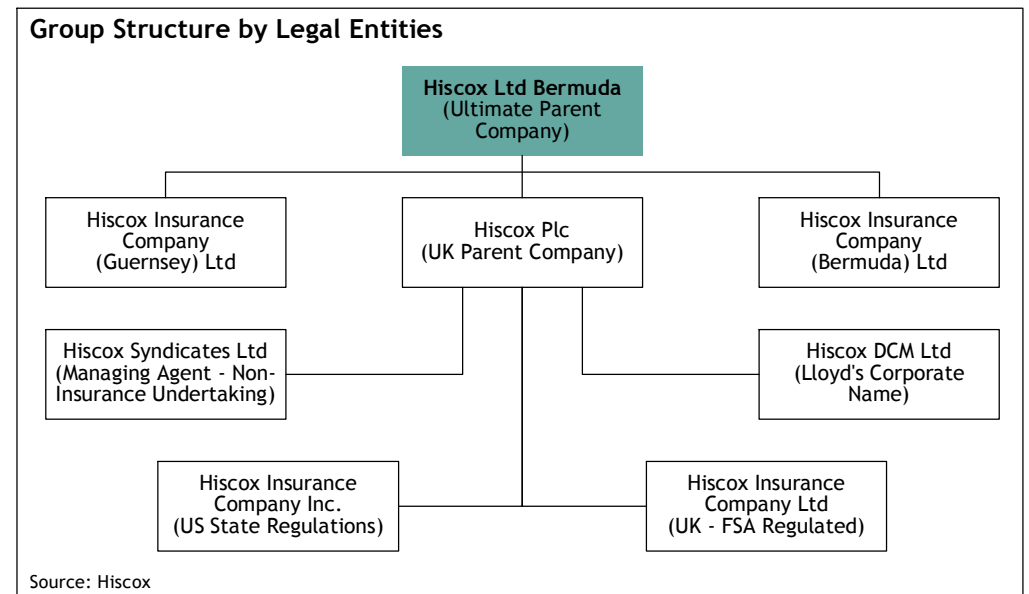 Group Structure by Legal Entities
Hiscox Ltd Bermuda
(Ultimate Parent
Company)
Hiscox Insurance
Company
(Guernsey) Ltd
Hiscox Plc
(UK Parent Company)
Hiscox Insurance
Company
(Bermuda) Ltd
Hiscox Syndicates Ltd
(Managing Agent - Non-
Insurance Undertaking)
Hiscox DCM Ltd
(Lloyd's Corporate
Name)
Hiscox Insurance
Company Inc.
(US State Regulations)
Hiscox Insurance
Company Ltd
(UK - FSA Regulated)
Source: Hiscox